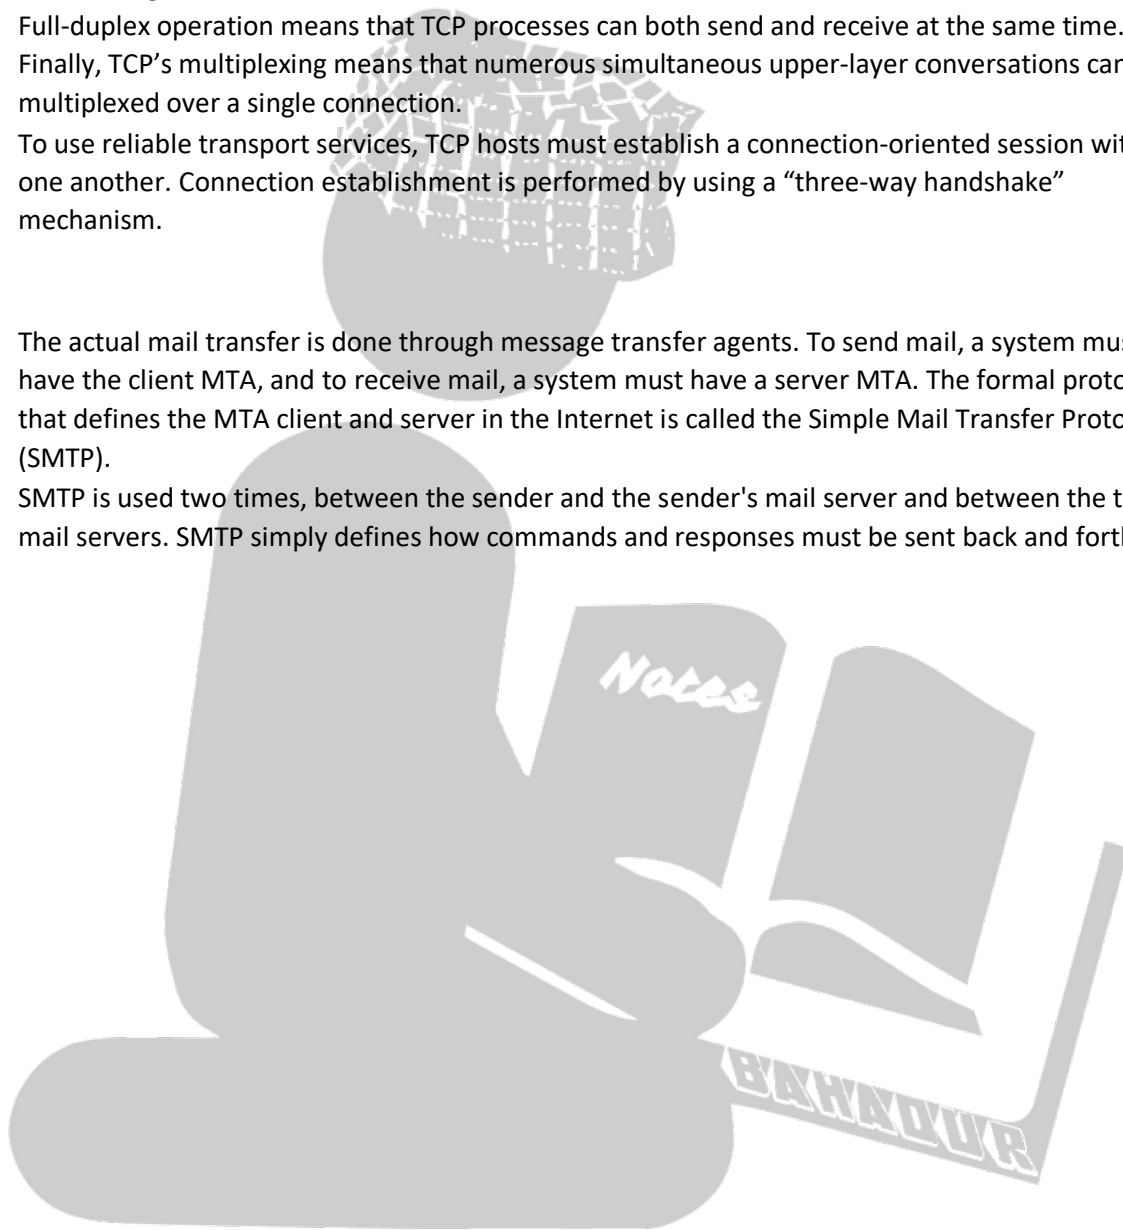 Full-duplex operation means that TCP processes can both send and receive at the same time.
Finally, TCP’s multiplexing means that numerous simultaneous upper-layer conversations can
multiplexed over a single connection.
To use reliable transport services, TCP hosts must establish a connection-oriented session wit
one another. Connection establishment is performed by using a “three-way handshake”
mechanism.
The actual mail transfer is done through message transfer agents. To send mail, a system mus
have the client MTA, and to receive mail, a system must have a server MTA. The formal proto
that defines the MTA client and server in the Internet is called the Simple Mail Transfer Proto
(SMTP).
SMTP is used two times, between the sender and the sender's mail server and between the t
mail servers. SMTP simply defines how commands and responses must be sent back and forth
Notes
BAHADUR